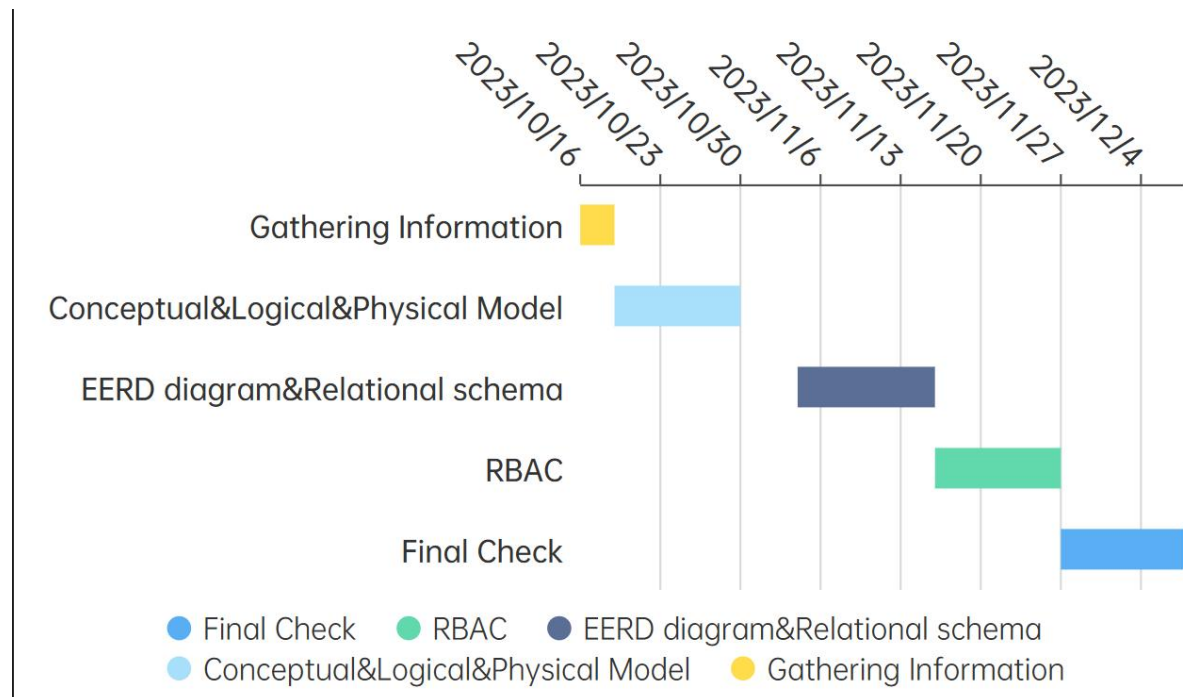 2023/10/16
2023/10/23
2023/10/30
2023/11/6
2023/11/13
2023/11/20
2023/11/27
2023/12/4
Gathering Information
Conceptual&Logical&Physical Model
EERD diagram&Relational schema
RBAC
Final Check
Final Check RBAC EERD diagram&Relational schema
Conceptual&Logical&Physical Model Gathering Information